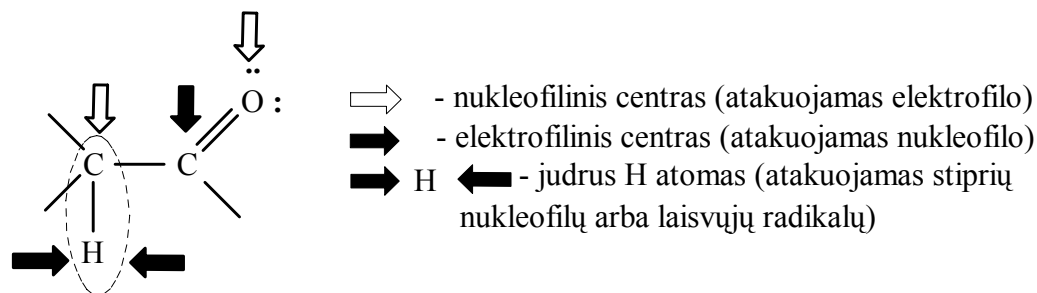 O
C
C
H
- nukleofilinis centras (atakuojamas elektrofilo)
- elektrofilinis centras (atakuojamas nukleofilo)
H - judrus H atomas (atakuojamas stiprių
nukleofilų arba laisvųjų radikalų)